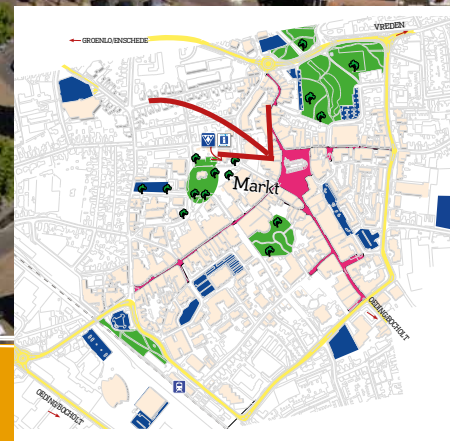 VREDEN
GROENLO/ENSCHEDE
i
Markt
OEDING/BOCHOLT
OEDING/BOCHOLT